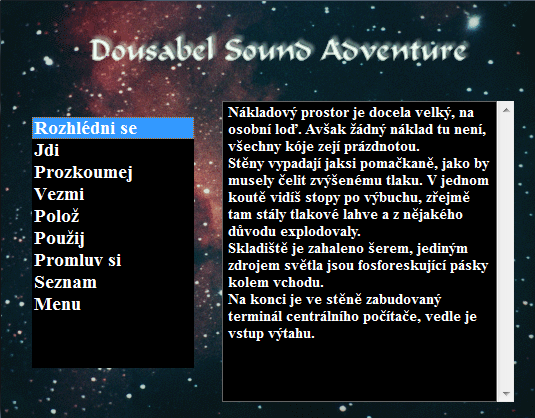 Dousabel Sound Adventure
Rozhlédni se
Jdi
Prozkoumej
Vezmi
Polož
Použij
Promluv si
Seznam
Menu
Nákladový prostor je docela velký, na
osobní loď. Avšak žádný náklad tu není,
všechny kóje zejí prázdnotou.
Stěny vypadají jaksi pomačkaně, jako by
musely čelit zvýšenému tlaku. V jednom
koutě vidíš stopy po výbuchu, zřejmě
tam stály tlakové lahve a z nějakého
důvodu explodovaly.
Skladiště je zahaleno šerem, jediným
zdrojem světla jsou fosforeskující pásky
kolem vchodu.
Na konci je ve stěně zabudovaný
terminál centrálního počítače, vedle je
vstup výtahu.